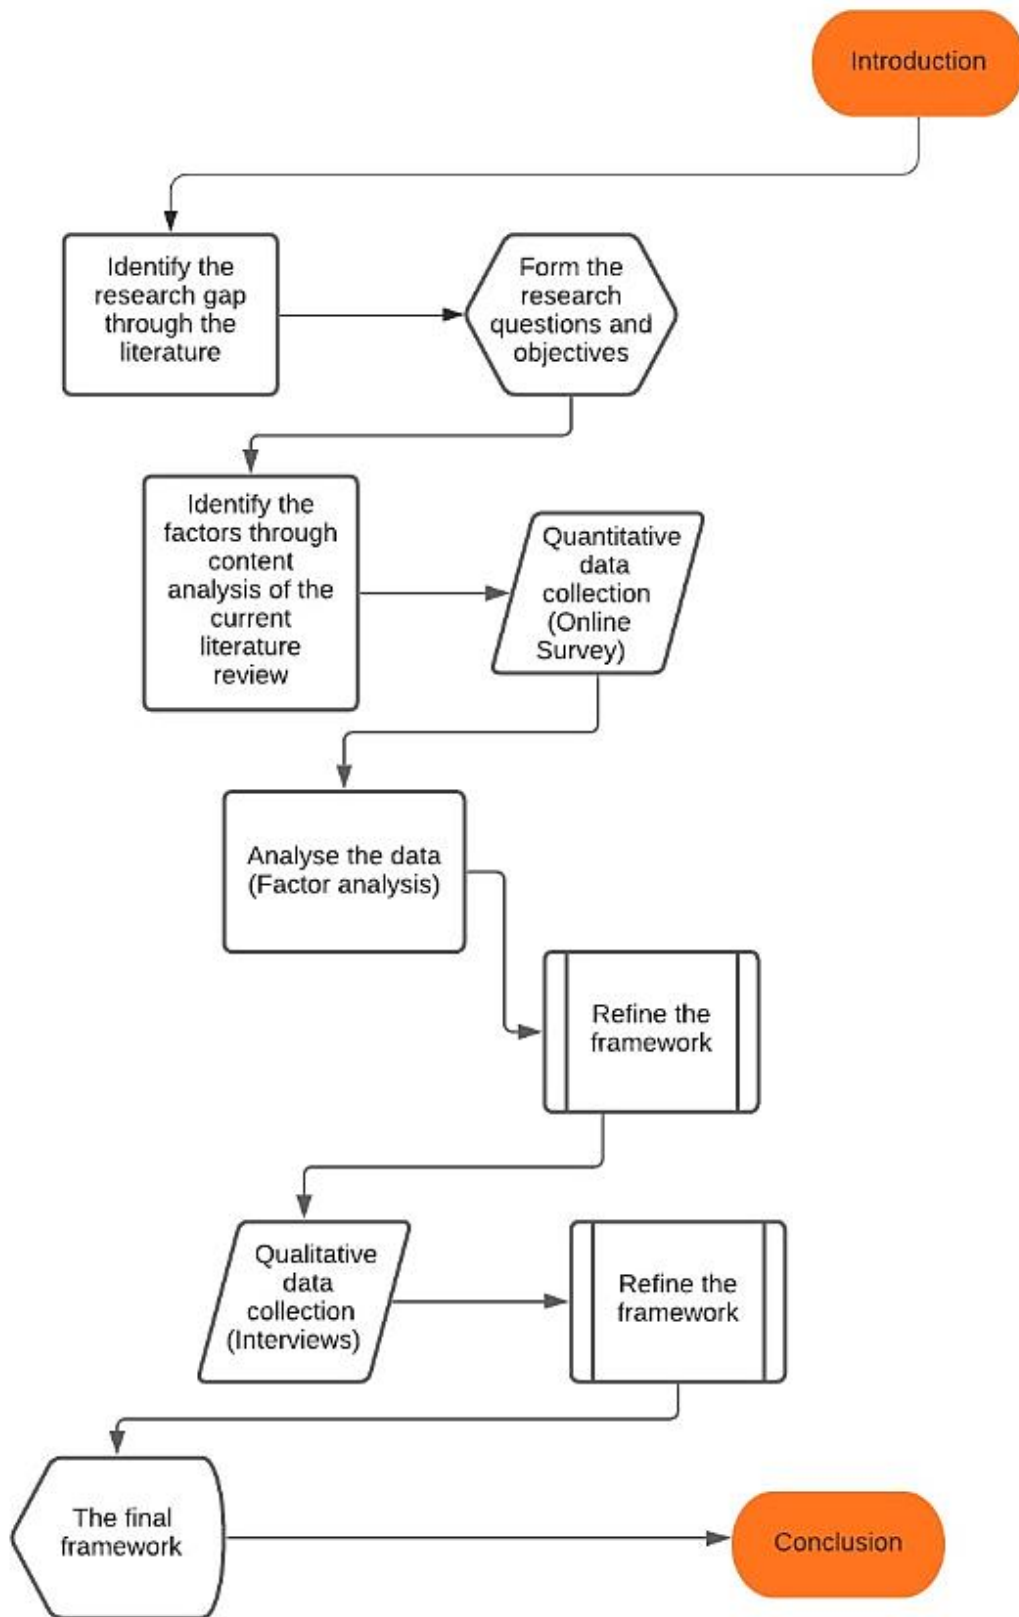 Introduction
Identify the
research gap
through the
literature
Form the
research
questions and
objectives
Identify the
factors through
content
analysis of the
current
literature
review
Quantitative
data
collection
(Online
Survey)
Analyse the data
(Factor analysis)
Refine the
framework
Qualitative
data
collection
(Interviews)
Refine the
framework
The final
framework
Conclusion